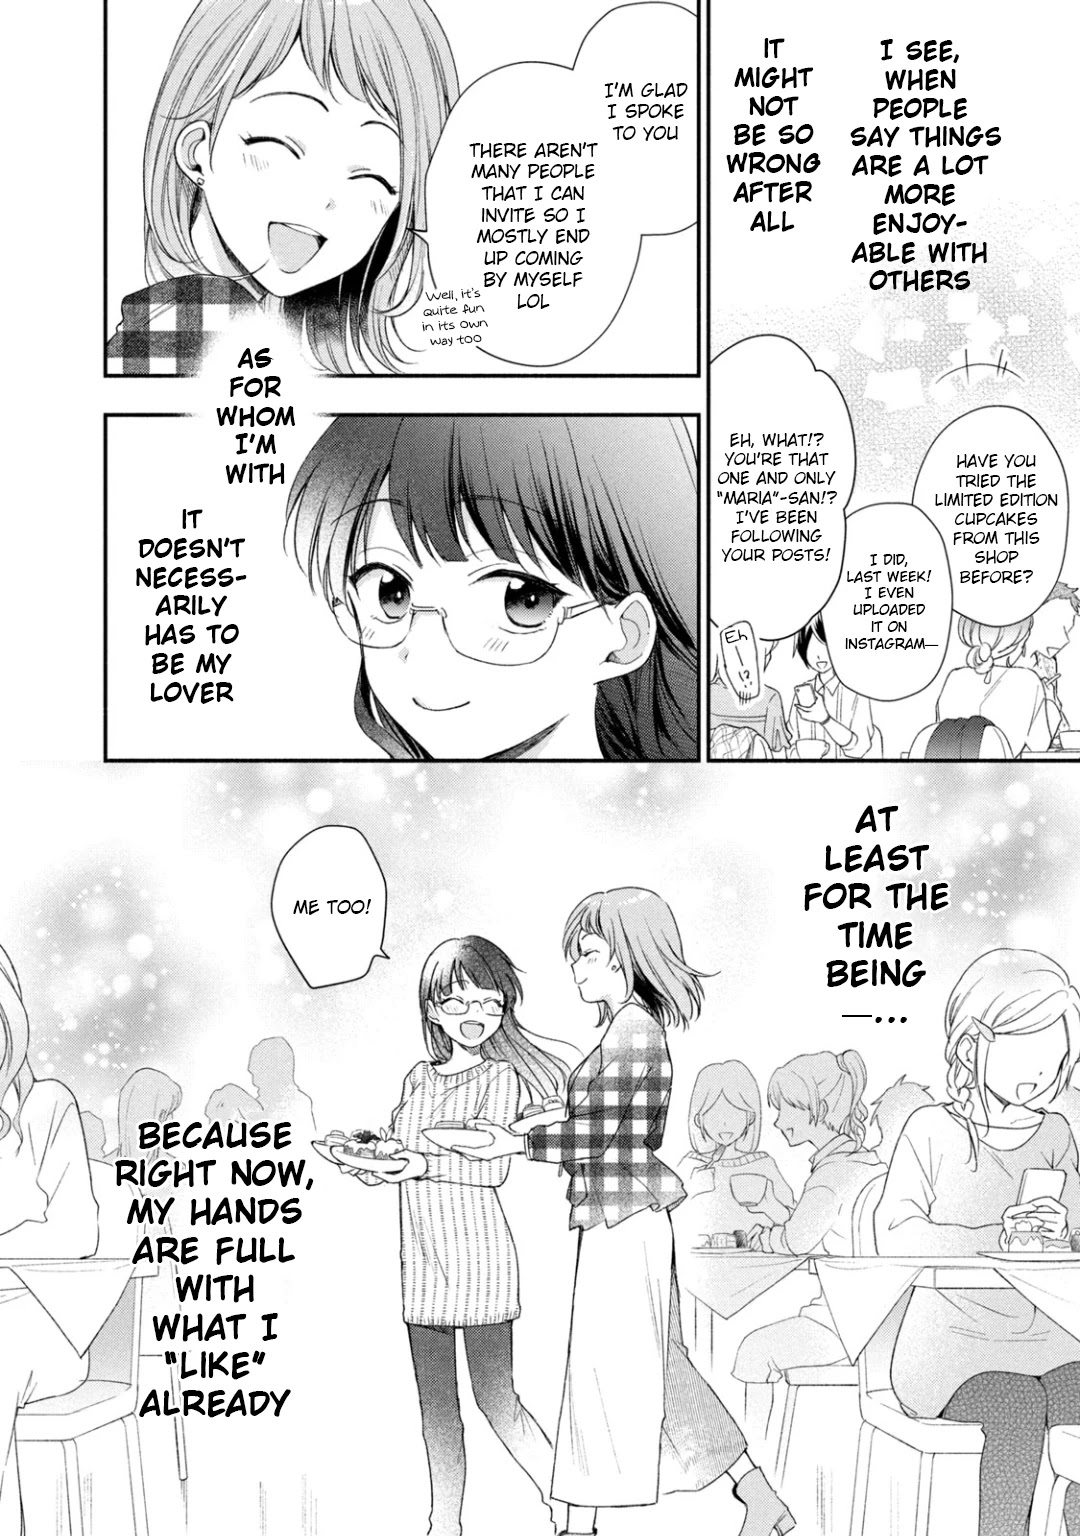 I SEE,
WHEN
PEOPLE
SAY THINGS
ARE A LOT
MORE
ENJOY-
ABLE WITH
OTHERS
IT
MIGHT
NOT
BE SO
WRONG
AFTER
ALL
HAVE YOU
TRIED THE
LIMITED EDITION
CUPCAKES
FROM THIS
SHOP
BEFORE?
I DID,
LAST WEEK!
I EVEN
UPLOADED
IT ON
INSTAGRAM—
EH, WHAT!?
YOU'RE THAT
ONE AND ONLY
"MARIA"-SAN!?
I'VE BEEN
FOLLOWING
YOUR POSTS!
Eh
—
!?
I'M GLAD
I SPOKE
TO YOU
THERE AREN'T
MANY PEOPLE
THAT I CAN
INVITE SO I
MOSTLY END
UP COMING
BY MYSELF
LOL
Well, it's
quite fun
in its own
way too
AS
FOR
WHOM
I'M
WITH
IT
DOESN'T
NECESS-
ARILY
HAS TO
BE MY
LOVER
AT
LEAST
FOR THE
TIME
BEING
—...
ME TOO!
BECAUSE
RIGHT NOW,
MY HANDS
ARE FULL
WITH
WHAT I
"LIKE"
ALREADY